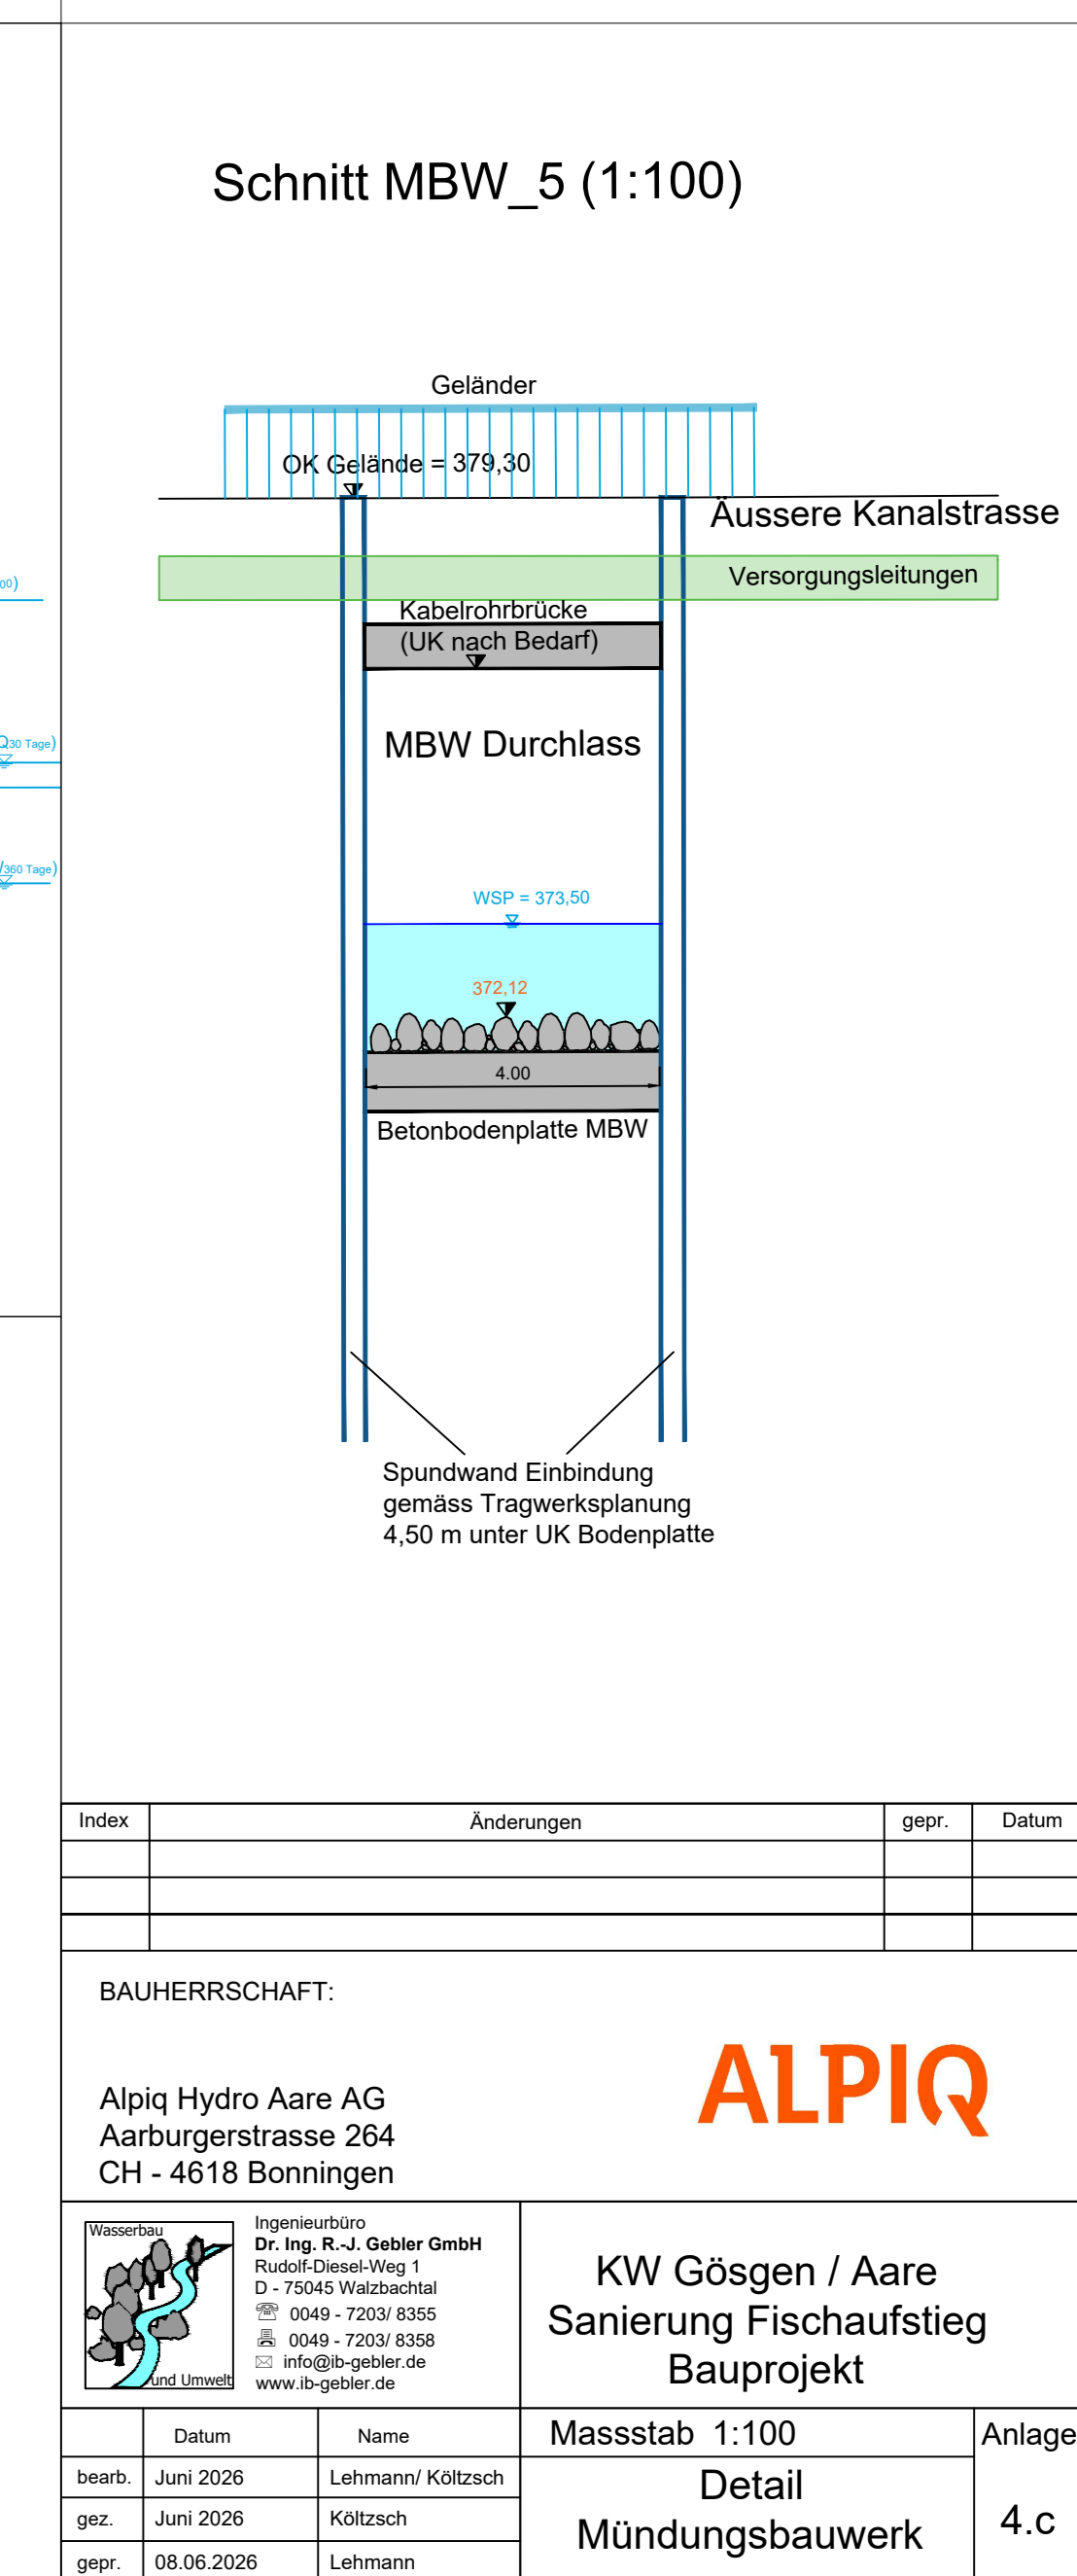 Schnitt MBW_5 (1:100)
Geländer
OK Gelände = 379,30
Äussere Kanalstrasse
00)
Versorgungsleitungen
Kabelrohrbrücke
(UK nach Bedarf)
Q30 Tage)
MBW Durchlass
360 Tage)
WSP = 373,50
372,12
4.00
Betonbodenplatte MBW
Spundwand Einbindung
gemäss Tragwerksplanung
4,50 m unter UK Bodenplatte
Index Änderungen gepr. Datum
BAUHERRSCHAFT:
ALPIQ
Alpiq Hydro Aare AG
Aarburgerstrasse 264
CH - 4618 Bonningen
Wasserbau
und Umwelt
Ingenieurbüro
Dr. Ing. R.-J. Gebler GmbH
Rudolf-Diesel-Weg 1
D - 75045 Walzbachtal
0049 - 7203/ 8355
0049 - 7203/ 8358
info@ib-gebler.de
www.ib-gebler.de
KW Gösgen / Aare
Sanierung Fischaufstieg
Bauprojekt
Datum Name
bearb. Juni 2026 Lehmann/ Költzsch
gez. Juni 2026 Költzsch
gepr. 08.06.2026 Lehmann
Massstab 1:100
Detail
Mündungsbauwerk
Anlage
4.c